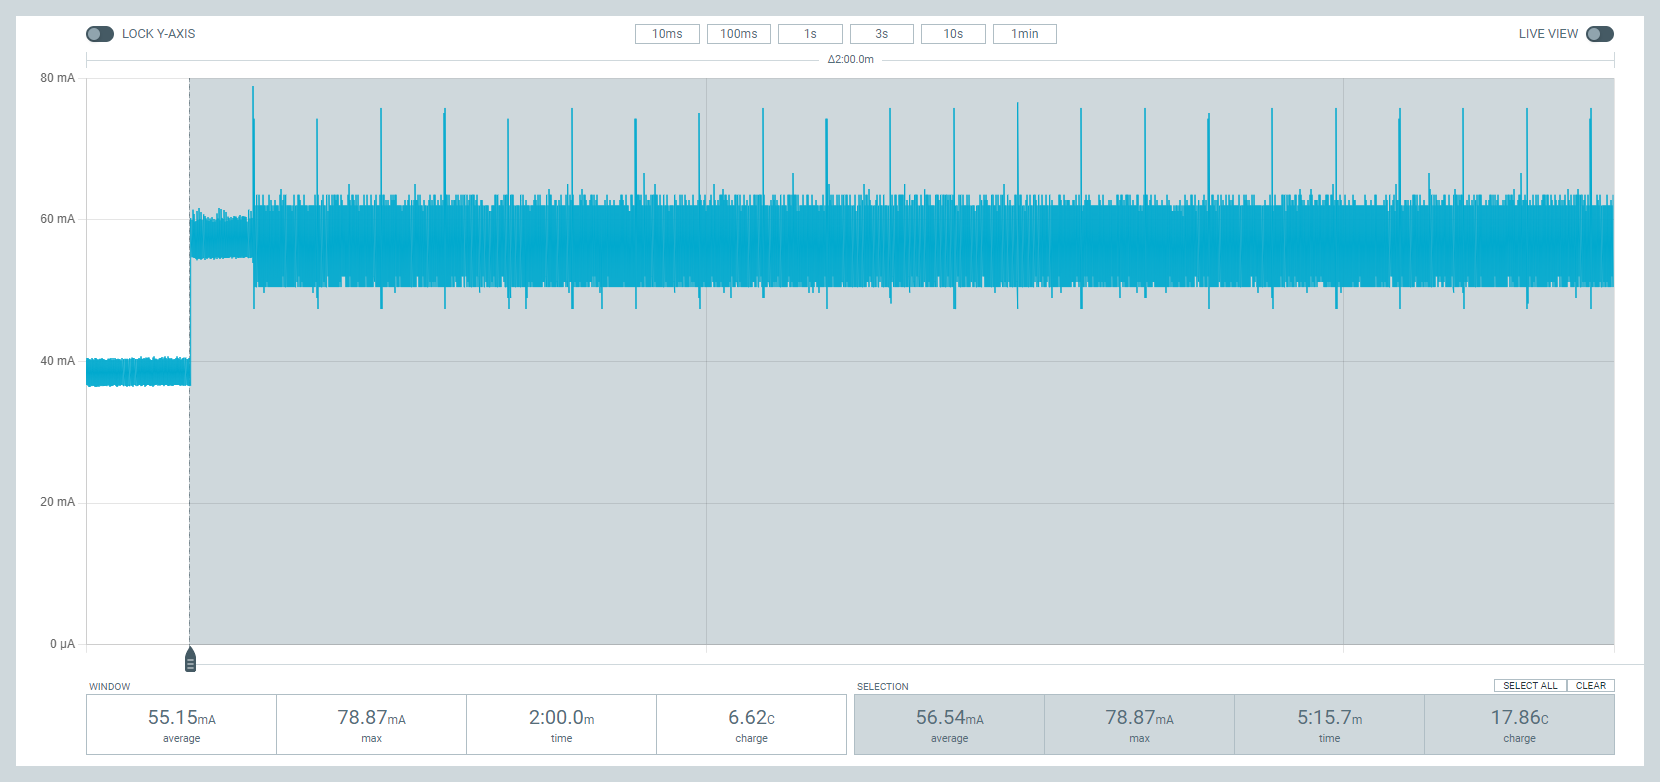 LOCK Y-AXIS
10ms 100ms 1s 3s 10s 1min
LIVE VIEW
Δ2:00.0m
80 mA
60 mA
40 mA
20 mA
0 µA
WINDOW
55.15mA
average
78.87mA
max
2:00.0m
time
6.62C
charge
SELECTION
SELECT ALL
CLEAR
56.54mA
average
78.87mA
max
5:15.7m
time
17.86C
charge